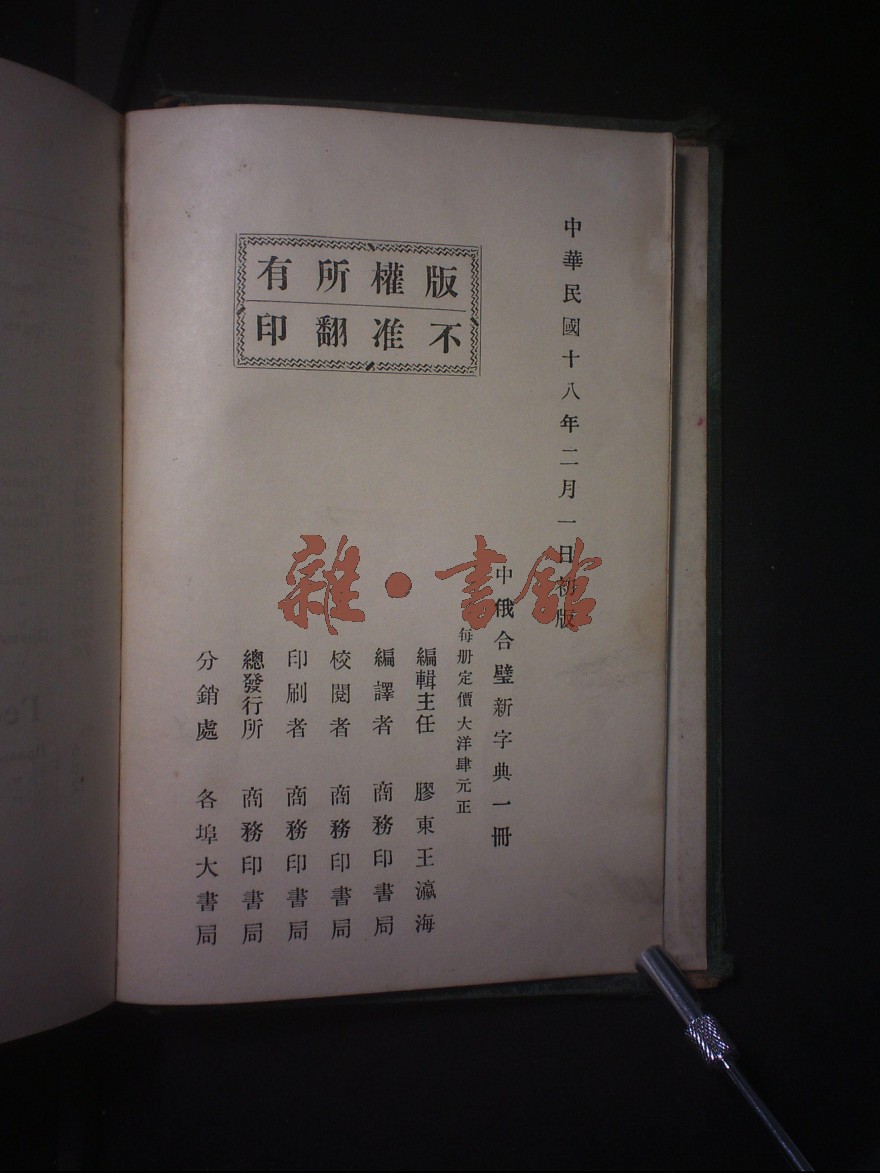 中華民國十八年二月一日初版
版權所有
不准翻印
中俄合璧新字典一冊
每册定價大洋肆元正
編輯主任 膠東王瀛海
編譯者 商務印書局
校閱者 商務印書局
印刷者 商務印書局
總發行所 商務印書局
分銷處 各埠大書局
雜·書館